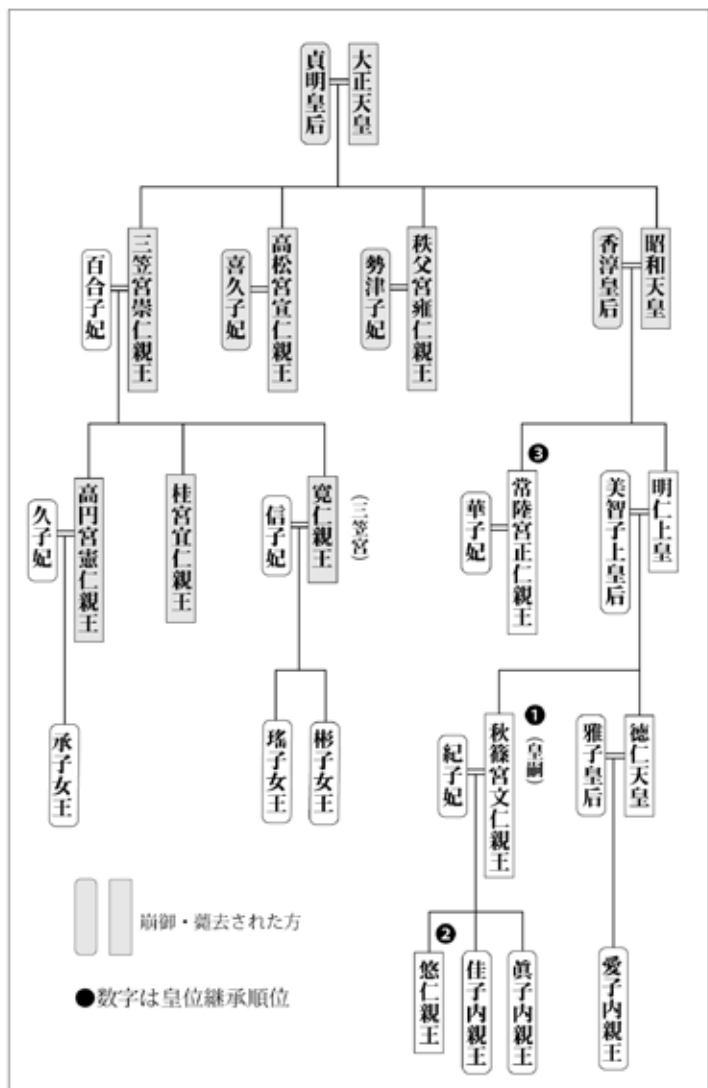 大正天皇
貞明皇后
昭和天皇
香淳皇后
秩父宮雍仁親王
勢津子妃
高松宮宣仁親王
喜久子妃
三笠宮崇仁親王
百合子妃
明仁上皇
美智子上皇后
❸
常陸宮正仁親王
華子妃
(三笠宮)
寛仁親王
信子妃
桂宮宜仁親王
高円宮憲仁親王
久子妃
徳仁天皇
雅子皇后
❶
(皇嗣)
秋篠宮文仁親王
紀子妃
彬子女王
瑤子女王
承子女王
愛子内親王
眞子内親王
佳子内親王
❷
悠仁親王
崩御・薨去された方
●数字は皇位継承順位